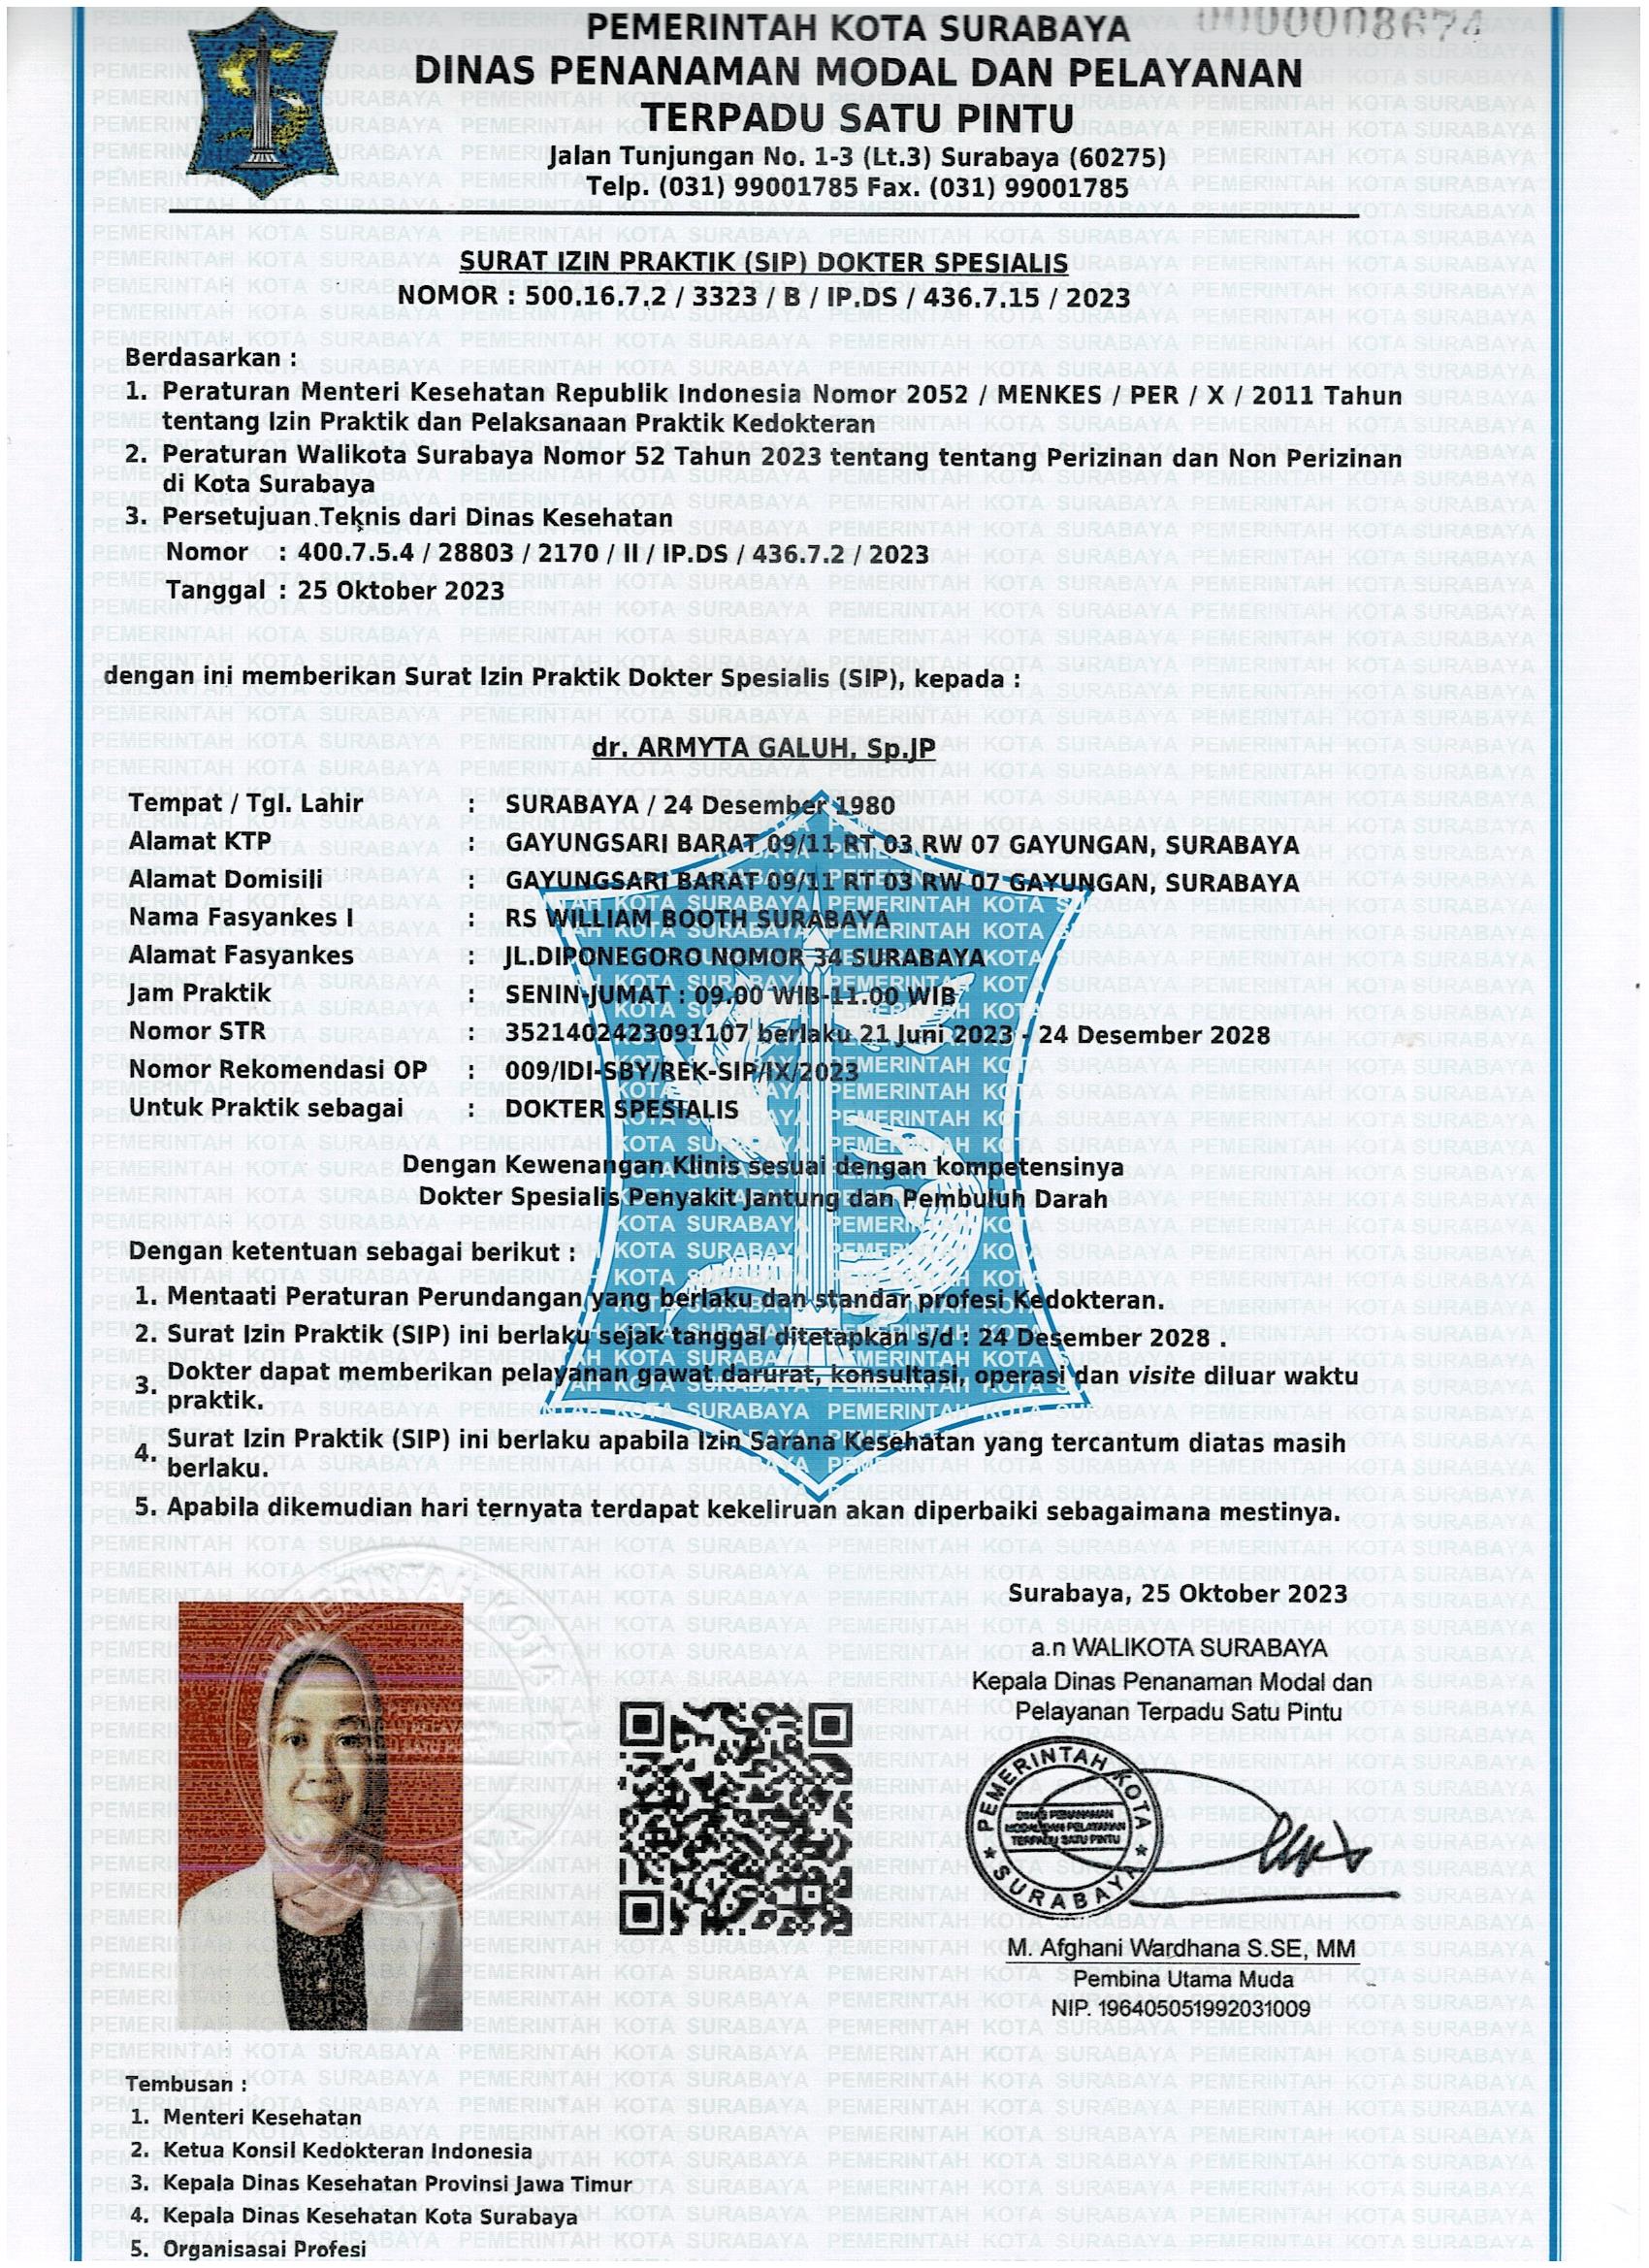 0000008674
PEMERINTAH KOTA SURABAYA
DINAS PENANAMAN MODAL DAN PELAYANAN
TERPADU SATU PINTU
Jalan Tunjungan No. 1-3 (Lt.3) Surabaya (60275)
Telp. (031) 99001785 Fax. (031) 99001785
SURAT IZIN PRAKTIK (SIP) DOKTER SPESIALIS
NOMOR : 500.16.7.2 / 3323 / B / IP.DS / 436.7.15 / 2023
Berdasarkan :
1. Peraturan Menteri Kesehatan Republik Indonesia Nomor 2052 / MENKES / PER / X / 2011 Tahun
tentang Izin Praktik dan Pelaksanaan Praktik Kedokteran
2. Peraturan Walikota Surabaya Nomor 52 Tahun 2023 tentang tentang Perizinan dan Non Perizinan
di Kota Surabaya
3. Persetujuan Teknis dari Dinas Kesehatan
Nomor : 400.7.5.4 / 28803 / 2170 / II / IP.DS / 436.7.2 / 2023
Tanggal : 25 Oktober 2023
dengan ini memberikan Surat Izin Praktik Dokter Spesialis (SIP), kepada :
dr. ARMYTA GALUH, Sp.JP
Tempat / Tgl. Lahir : SURABAYA / 24 Desember 1980
Alamat KTP : GAYUNGSARI BARAT 09/11 RT 03 RW 07 GAYUNGAN, SURABAYA
Alamat Domisili : GAYUNGSARI BARAT 09/11 RT 03 RW 07 GAYUNGAN, SURABAYA
Nama Fasyankes I : RS WILLIAM BOOTH SURABAYA
Alamat Fasyankes : JL.DIPONEGORO NOMOR 34 SURABAYA
Jam Praktik : SENIN-JUMAT : 09.00 WIB-11.00 WIB
Nomor STR : 3521402423091107 berlaku 21 Juni 2023 - 24 Desember 2028
Nomor Rekomendasi OP : 009/IDI-SBY/REK-SIP/IX/2023
Untuk Praktik sebagai : DOKTER SPESIALIS
Dengan Kewenangan Klinis sesuai dengan kompetensinya
Dokter Spesialis Penyakit Jantung dan Pembuluh Darah
Dengan ketentuan sebagai berikut :
1. Mentaati Peraturan Perundangan yang berlaku dan standar profesi Kedokteran.
2. Surat Izin Praktik (SIP) ini berlaku sejak tanggal ditetapkan s/d : 24 Desember 2028 .
3. Dokter dapat memberikan pelayanan gawat darurat, konsultasi, operasi dan visite diluar waktu
praktik.
4. Surat Izin Praktik (SIP) ini berlaku apabila Izin Sarana Kesehatan yang tercantum diatas masih
berlaku.
5. Apabila dikemudian hari ternyata terdapat kekeliruan akan diperbaiki sebagaimana mestinya.
Surabaya, 25 Oktober 2023
a.n WALIKOTA SURABAYA
Kepala Dinas Penanaman Modal dan
Pelayanan Terpadu Satu Pintu
PEMERINTAH KOTA
DINAS PENANAMAN
MODAL DAN PELAYANAN
TERPADU SATU PINTU
SURABAYA
M. Afghani Wardhana S.SE, MM
Pembina Utama Muda
NIP. 196405051992031009
Tembusan :
1. Menteri Kesehatan
2. Ketua Konsil Kedokteran Indonesia
3. Kepala Dinas Kesehatan Provinsi Jawa Timur
4. Kepala Dinas Kesehatan Kota Surabaya
5. Organisasai Profesi